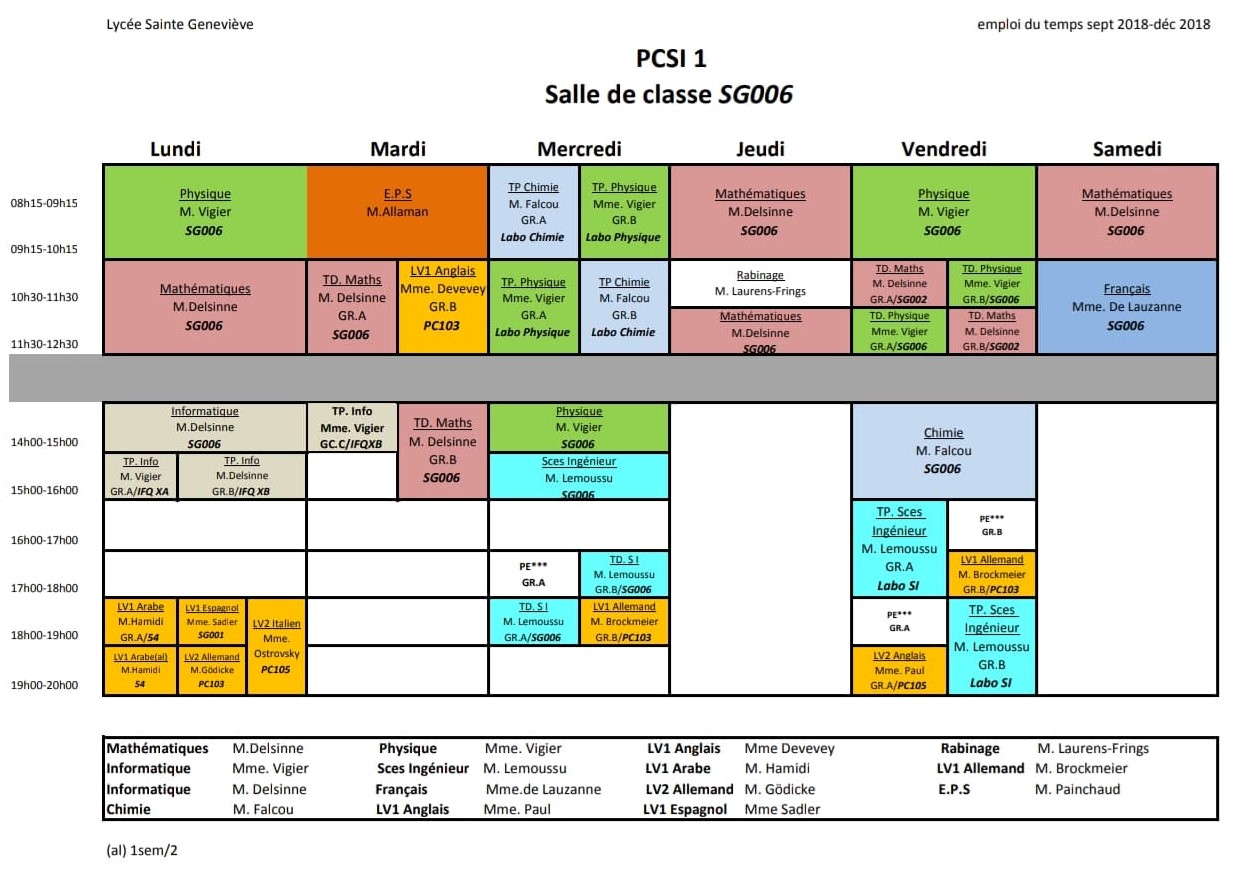 Lycée Sainte Geneviève
emploi du temps sept 2018-déc 2018
PCSI 1
Salle de classe SG006
Lundi
Mardi
Mercredi
Jeudi
Vendredi
Samedi
08h15-09h15
09h15-10h15
Physique
M. Vigier
SG006
E.P.S
M.Allaman
TP Chimie
M. Falcou
GR.A
Labo Chimie
TP. Physique
Mme. Vigier
GR.B
Labo Physique
Mathématiques
M.Delsinne
SG006
Physique
M. Vigier
SG006
Mathématiques
M.Delsinne
SG006
10h30-11h30
11h30-12h30
Mathématiques
M.Delsinne
SG006
TD. Maths
M. Delsinne
GR.A
SG006
LV1 Anglais
Mme. Devevey
GR.B
PC103
TP. Physique
Mme. Vigier
GR.A
Labo Physique
TP Chimie
M. Falcou
GR.B
Labo Chimie
Rabinage
M. Laurens-Frings
Mathématiques
M.Delsinne
SG006
TD. Maths
M. Delsinne
GR.A/SG002
TD. Physique
Mme. Vigier
GR.B/SG006
TD. Physique
Mme. Vigier
GR.A/SG006
TD. Maths
M. Delsinne
GR.B/SG002
Français
Mme. De Lauzanne
SG006
14h00-15h00
15h00-16h00
Informatique
M.Delsinne
SG006
TP. Info
M. Vigier
GR.A/IFQ XA
TP. Info
M.Delsinne
GR.B/IFQ XB
TP. Info
Mme. Vigier
GC.C/IFQXB
TD. Maths
M. Delsinne
GR.B
SG006
Physique
M. Vigier
SG006
Sces Ingénieur
M. Lemoussu
SG006
Chimie
M. Falcou
SG006
16h00-17h00
17h00-18h00
PE***
GR.A
TD. S I
M. Lemoussu
GR.B/SG006
TP. Sces
Ingénieur
M. Lemoussu
GR.A
Labo SI
PE***
GR.B
LV1 Allemand
M. Brockmeier
GR.B/PC103
18h00-19h00
19h00-20h00
LV1 Arabe
M.Hamidi
GR.A/54
LV1 Espagnol
Mme. Sadler
SG001
LV2 Italien
Mme.
Ostrovsky
PC105
LV1 Arabe(al)
M.Hamidi
54
LV2 Allemand
M.Gödicke
PC103
TD. S I
M. Lemoussu
GR.A/SG006
LV1 Allemand
M. Brockmeier
GR.B/PC103
PE***
GR.A
LV2 Anglais
Mme. Paul
GR.A/PC105
TP. Sces
Ingénieur
M. Lemoussu
GR.B
Labo SI
Mathématiques M.Delsinne Physique Mme. Vigier LV1 Anglais Mme Devevey Rabinage M. Laurens-Frings
Informatique Mme. Vigier Sces Ingénieur M. Lemoussu LV1 Arabe M. Hamidi LV1 Allemand M. Brockmeier
Informatique M. Delsinne Français Mme.de Lauzanne LV2 Allemand M. Gödicke E.P.S M. Painchaud
Chimie M. Falcou LV1 Anglais Mme. Paul LV1 Espagnol Mme Sadler
(al) 1sem/2